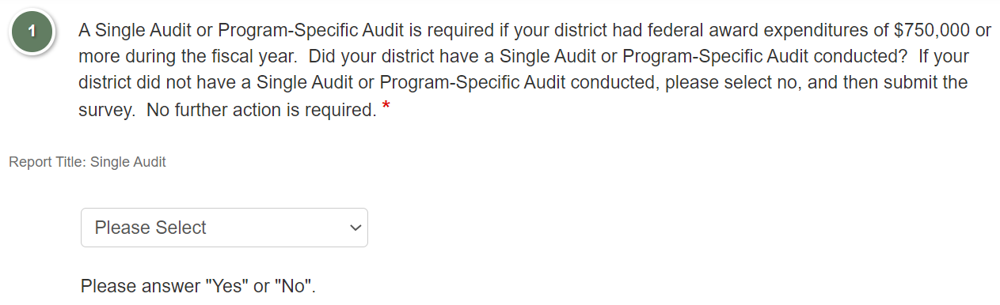 1
A Single Audit or Program-Specific Audit is required if your district had federal award expenditures of $750,000 or
more during the fiscal year.  Did your district have a Single Audit or Program-Specific Audit conducted?  If your
district did not have a Single Audit or Program-Specific Audit conducted, please select no, and then submit the
survey.  No further action is required. *
Report Title: Single Audit
Please Select
Please answer "Yes" or "No".